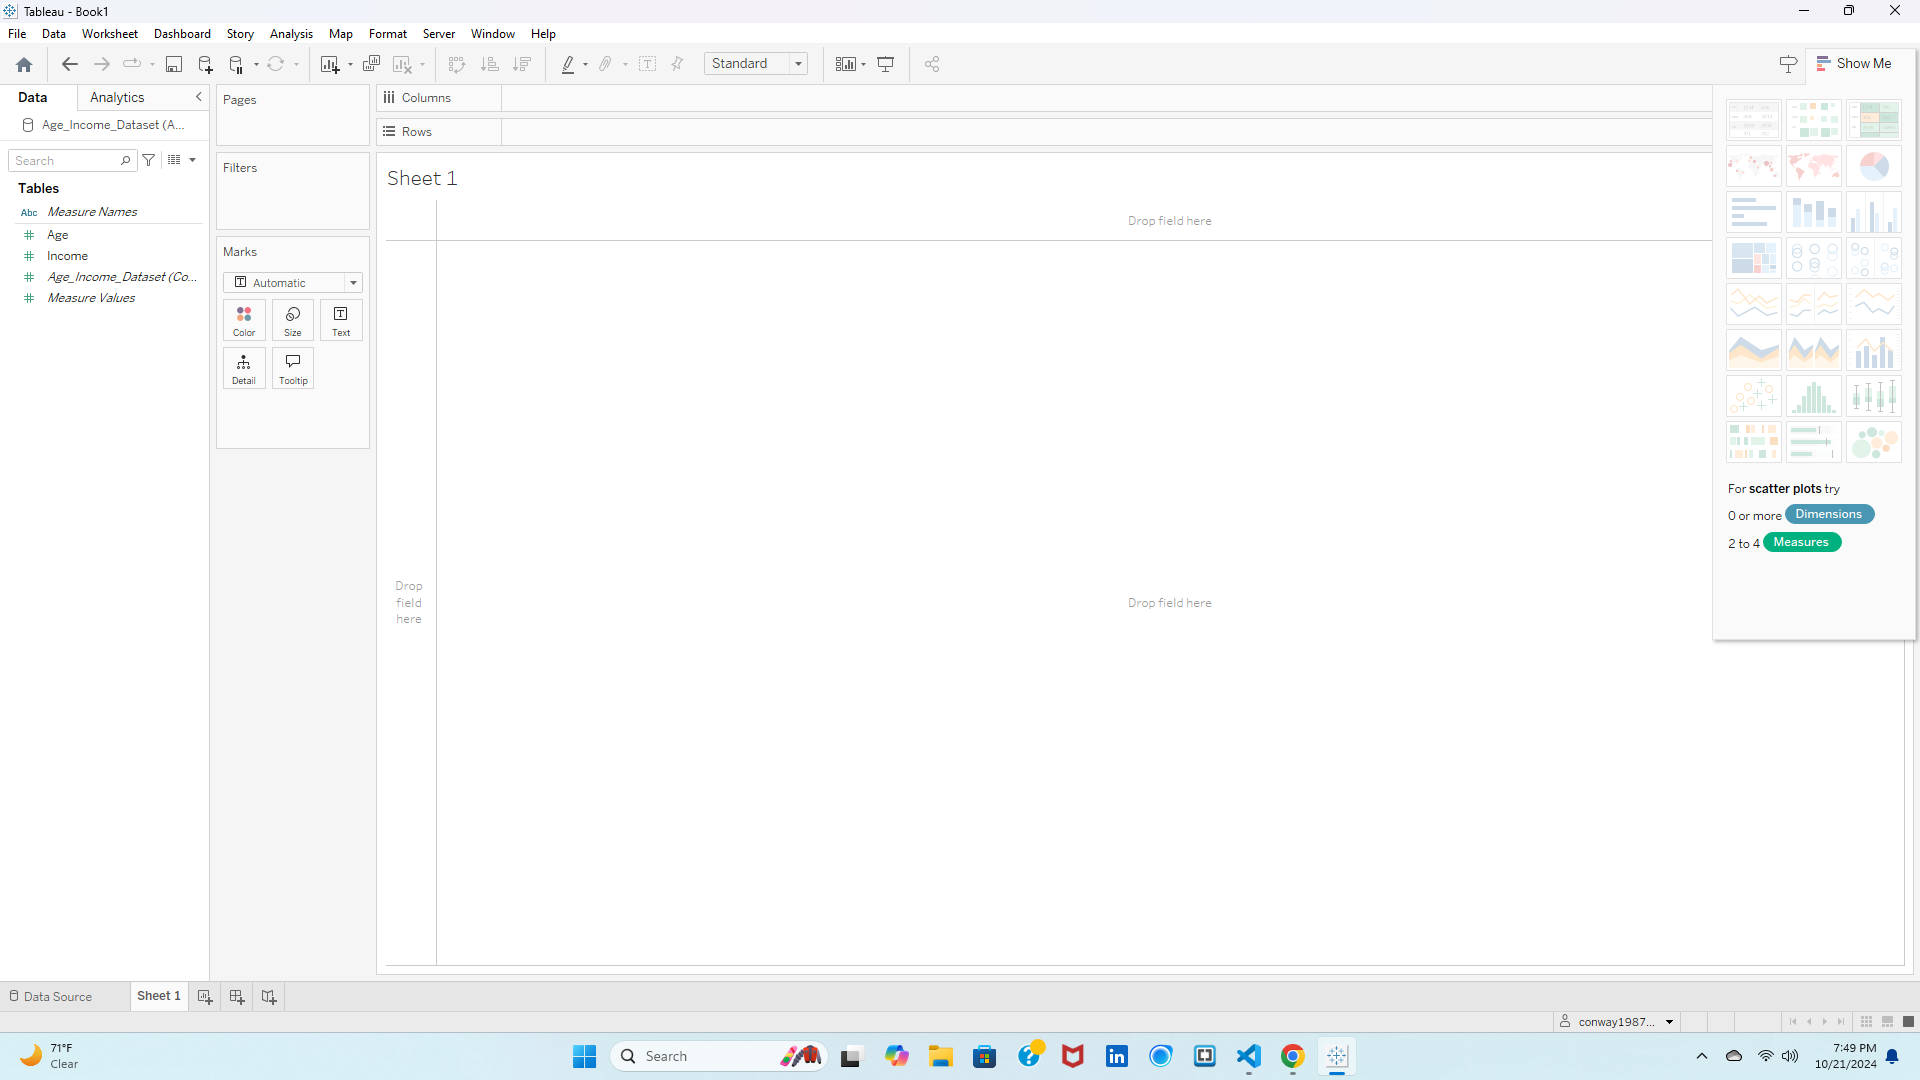 Tableau - Book1
File Data Worksheet Dashboard Story Analysis Map Format Server Window Help
Standard
Show Me
Data Analytics
Age_Income_Dataset (A...
Search
Tables
Abc Measure Names
Age
Income
Age_Income_Dataset (Co...
Measure Values
Pages
Filters
Marks
Automatic
Color Size Text
Detail Tooltip
Columns
Rows
Sheet 1
Drop field here
Drop
field
here
Drop field here
For scatter plots try
0 or more Dimensions
2 to 4 Measures
Data Source Sheet 1
conway1987...
71°F
Clear
Search
7:49 PM
10/21/2024